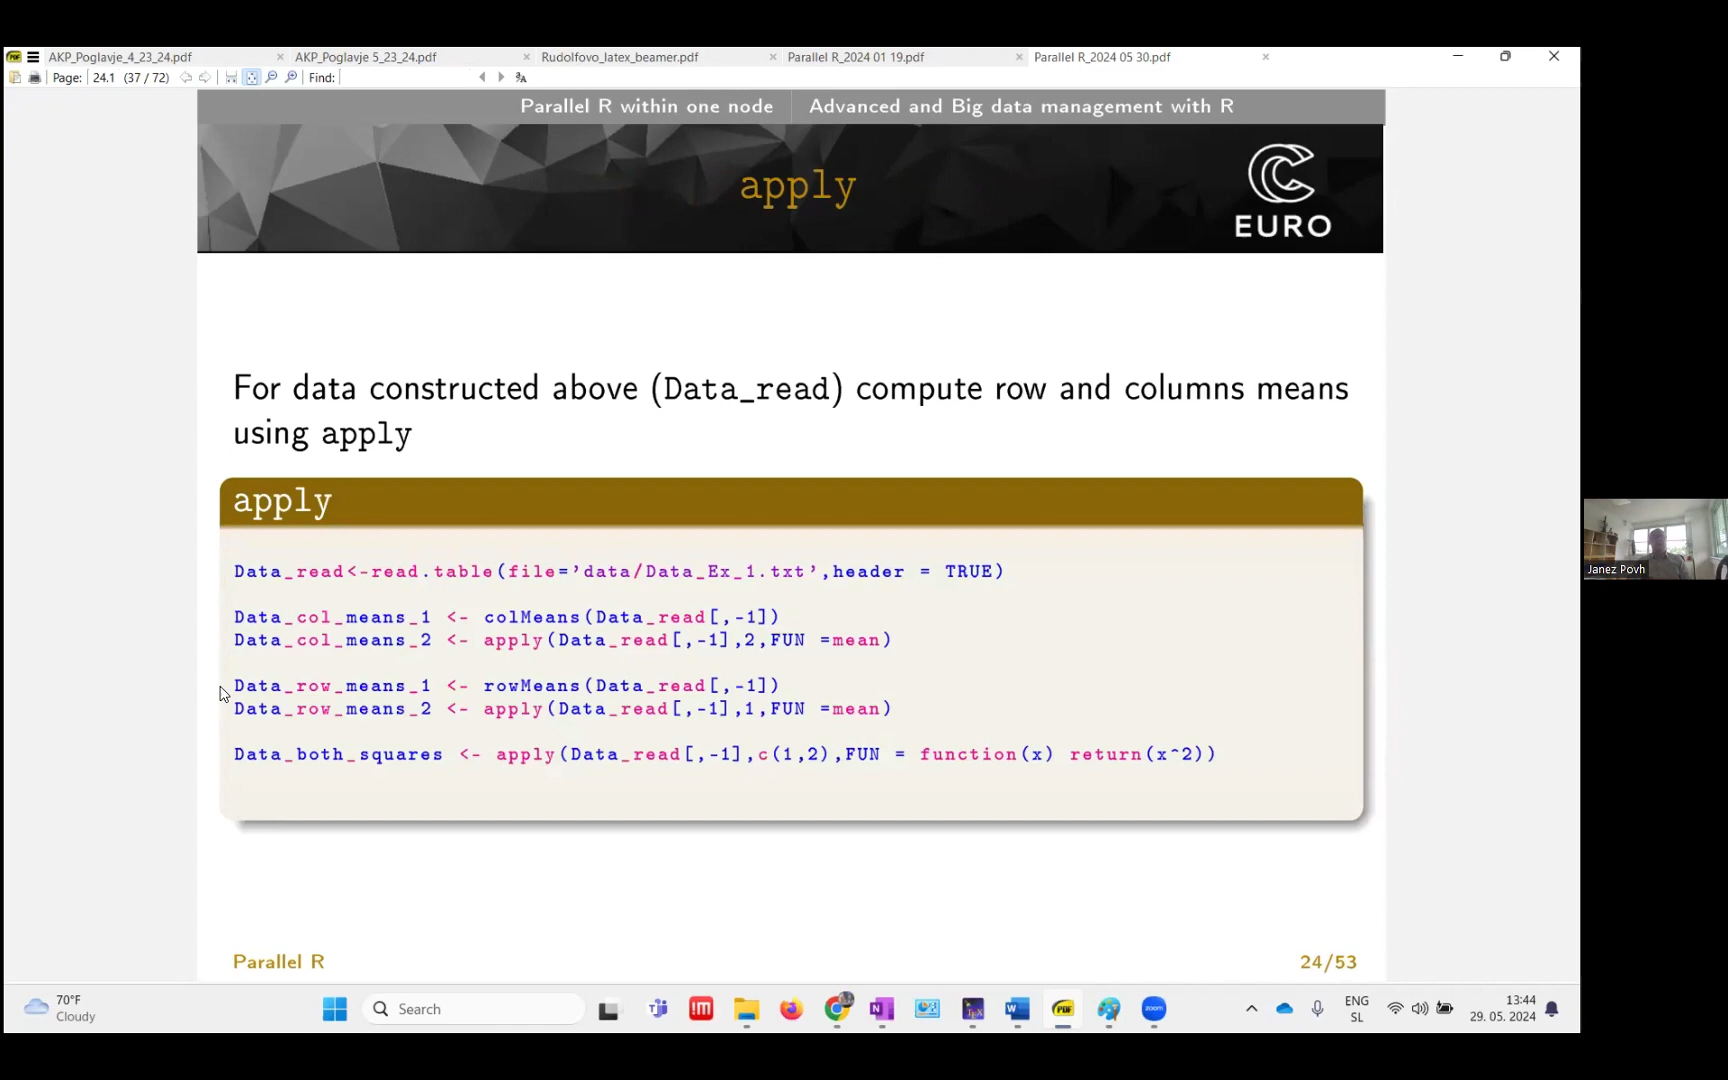 AKP_Poglavje_4_23_24.pdf
AKP_Poglavje 5_23_24.pdf
Rudolfovo_latex_beamer.pdf
Parallel R_2024 01 19.pdf
Parallel R_2024 05 30.pdf
Page: 24.1 (37 / 72)
Find:
Parallel R within one node
Advanced and Big data management with R
apply
EURO
For data constructed above (Data_read) compute row and columns means
using apply
apply
Data_read<-read.table(file='data/Data_Ex_1.txt',header = TRUE)
Data_col_means_1 <- colMeans(Data_read[,-1])
Data_col_means_2 <- apply(Data_read[,-1],2,FUN =mean)
Data_row_means_1 <- rowMeans(Data_read[,-1])
Data_row_means_2 <- apply(Data_read[,-1],1,FUN =mean)
Data_both_squares <- apply(Data_read[,-1],c(1,2),FUN = function(x) return(x^2))
Janez Povh
Parallel R
24/53
70°F
Cloudy
Search
zoom
ENG
SL
13:44
29. 05. 2024